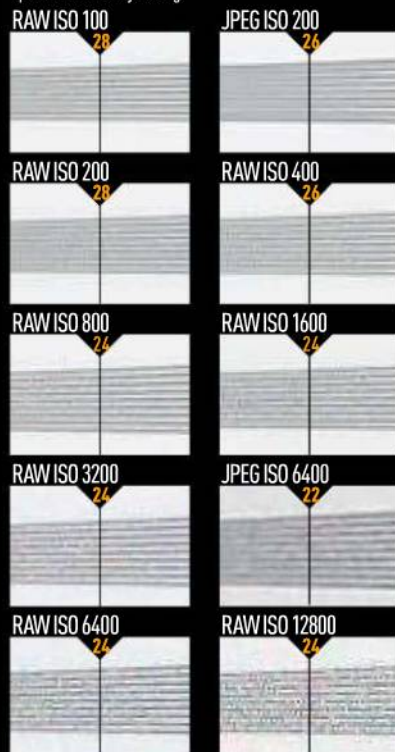 RAW ISO 100
28
JPEG ISO 200
26
RAW ISO 200
28
RAW ISO 400
26
RAW ISO 800
24
RAW ISO 1600
24
RAW ISO 3200
24
JPEG ISO 6400
22
RAW ISO 6400
24
RAW ISO 12800
24